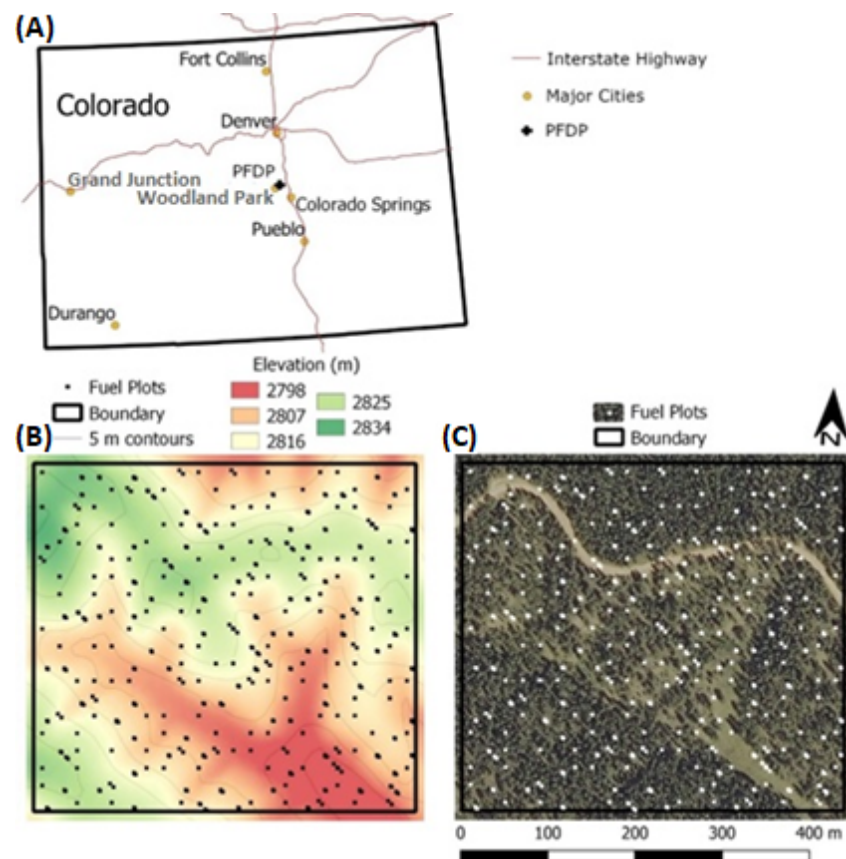 (A)
Fort Collins
Colorado
Denver
PFDP
Grand Junction
Woodland Park
Colorado Springs
Pueblo
Durango
Interstate Highway
Major Cities
PFDP
Elevation (m)
Fuel Plots
Boundary
5 m contours
2798
2807
2816
2825
2834
(B)
(C)
Fuel Plots
Boundary
N
0 100 200 300 400 m